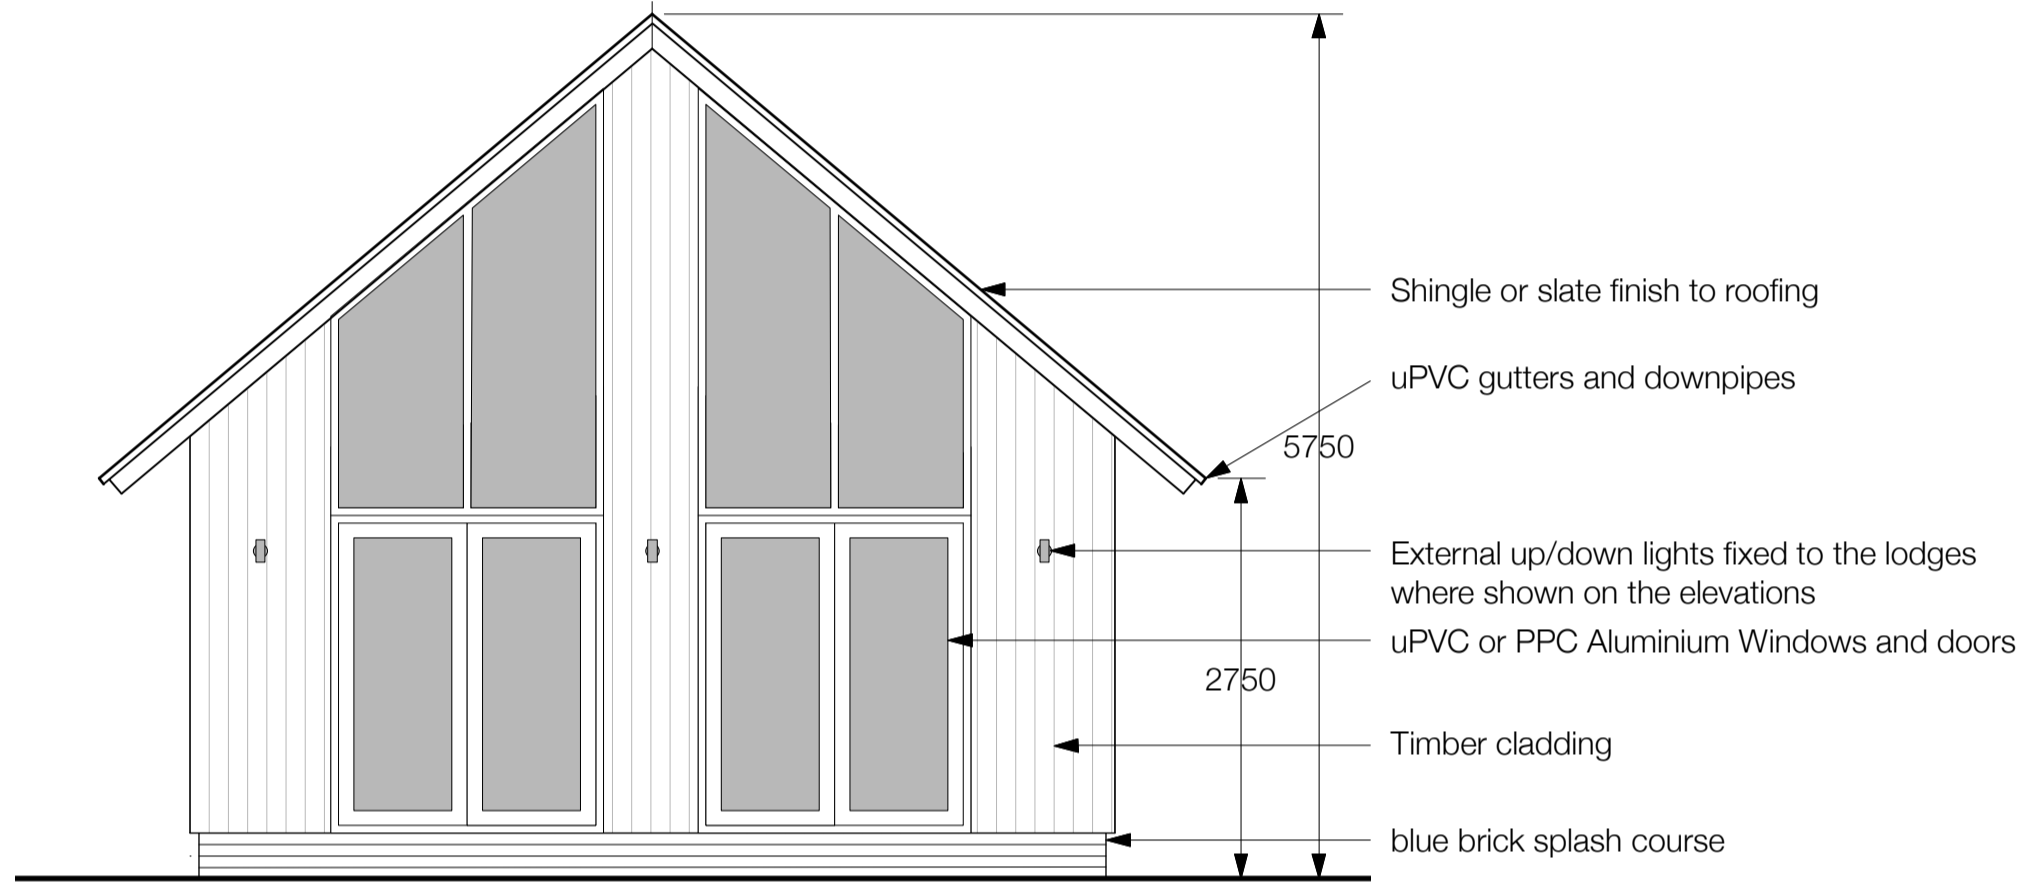 Shingle or slate finish to roofing
uPVC gutters and downpipes
5750
External up/down lights fixed to the lodges
where shown on the elevations
uPVC or PPC Aluminium Windows and doors
2750
Timber cladding
blue brick splash course